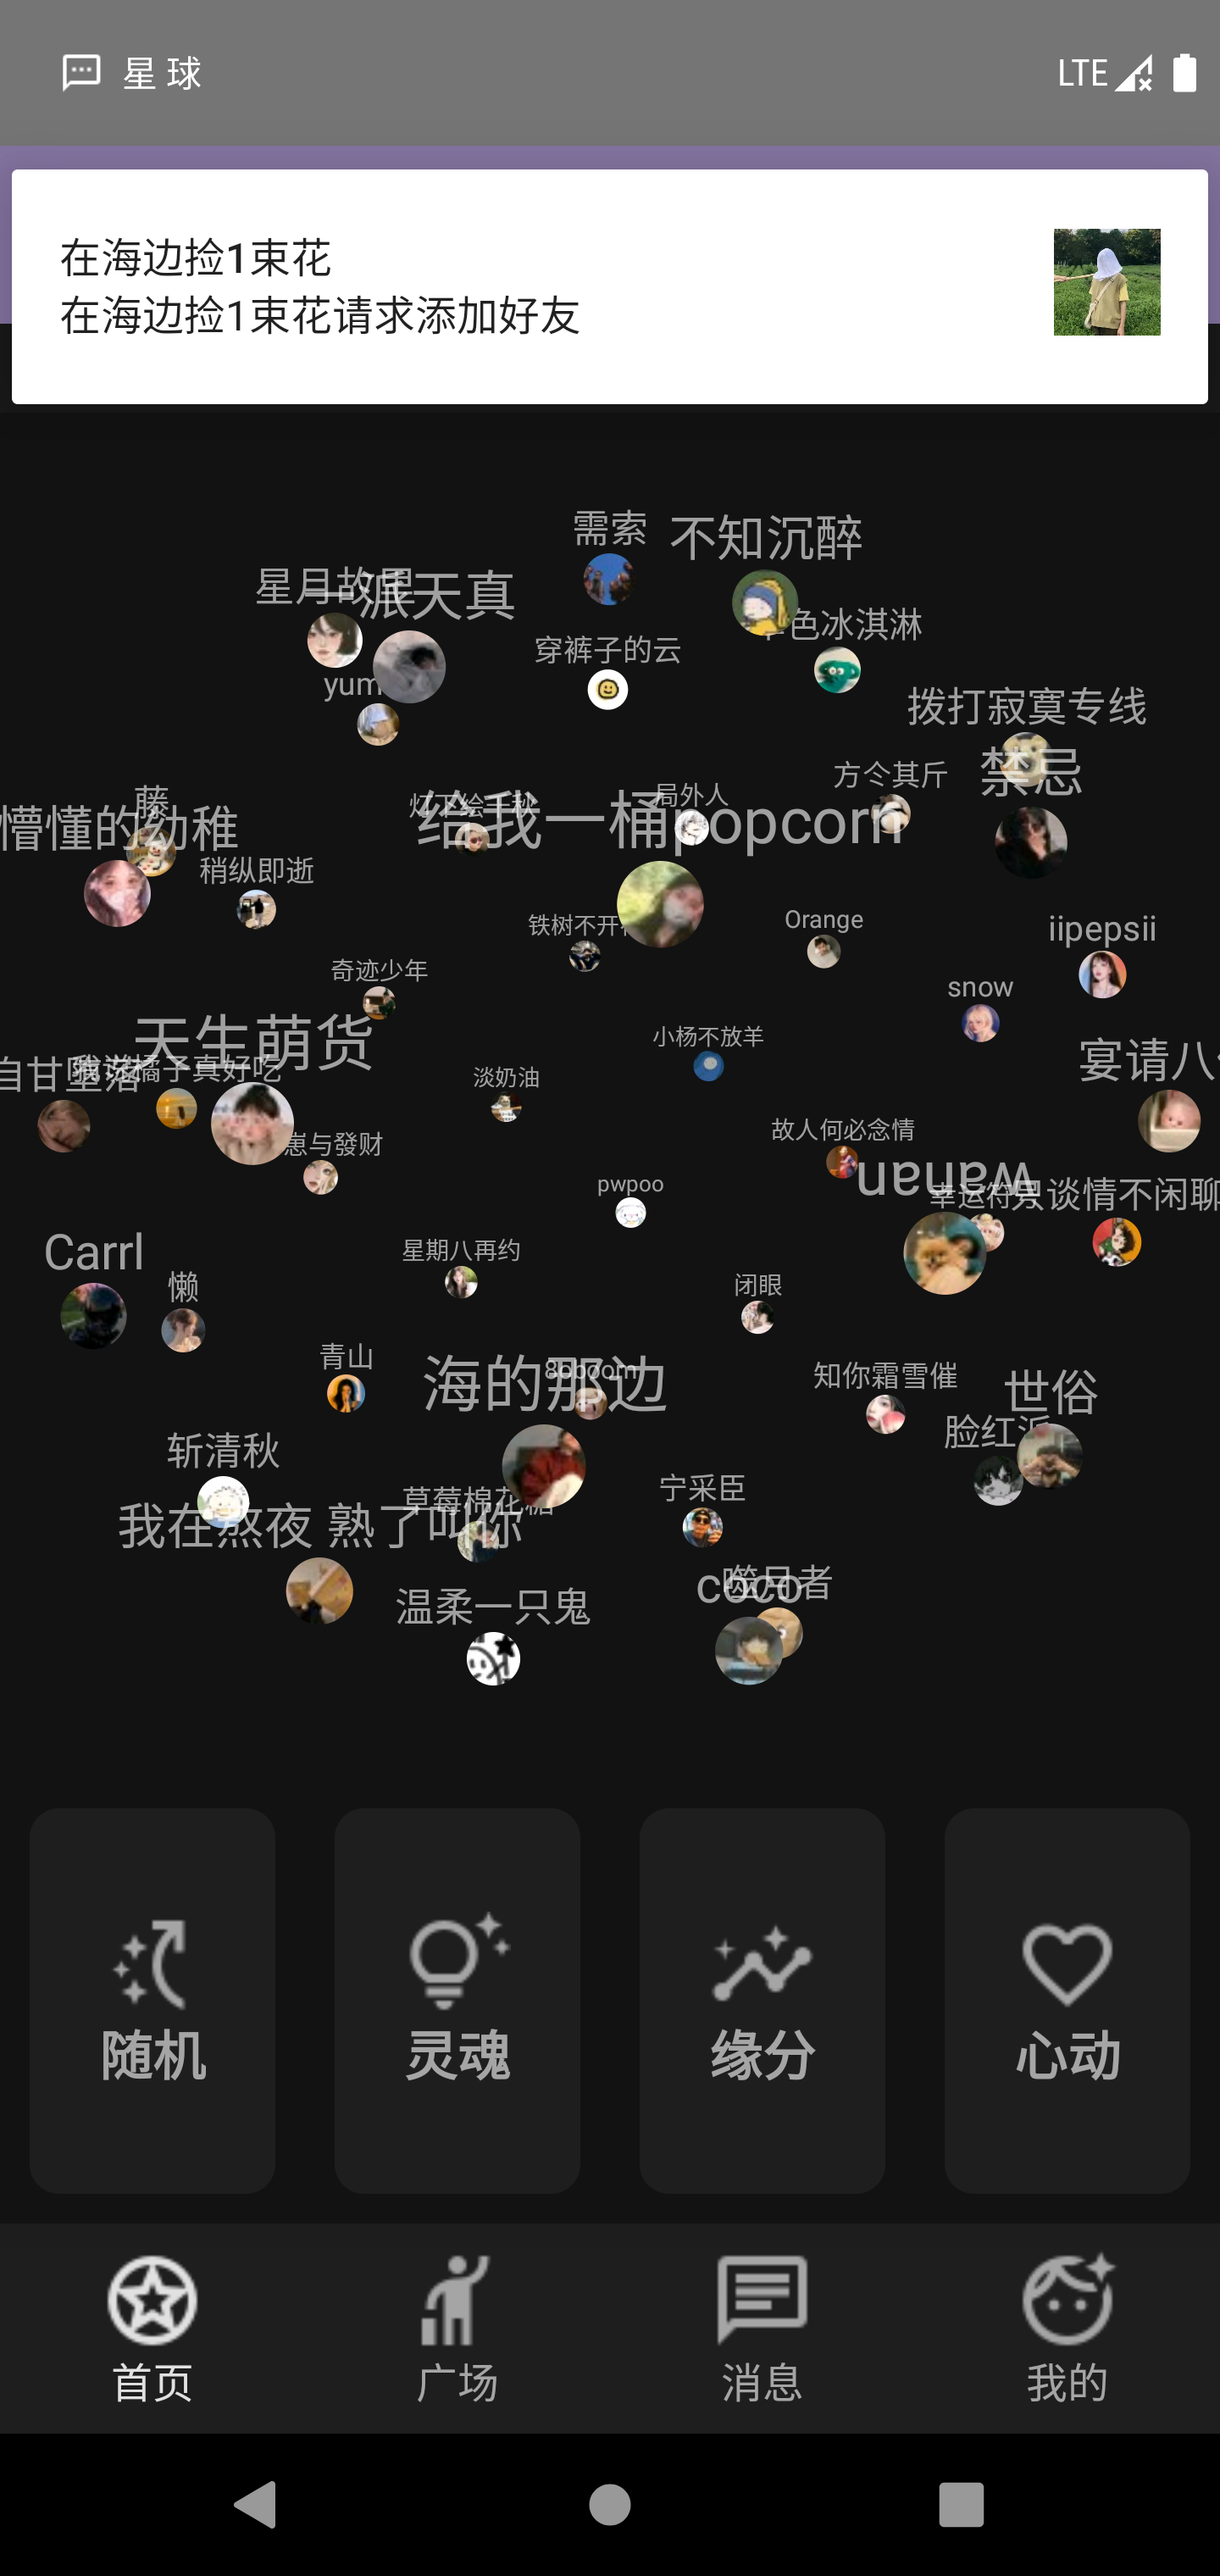 星 球
LTE
在海边捡1束花
在海边捡1束花请求添加好友
需索
不知沉醉
星月故里
一派天真
色冰淇淋
穿裤子的云
yum
拨打寂寞专线
禁忌
方仒其斤
藤
懵懂的幼稚
灯下绘一秋
给我一桶popcorn
局外人
稍纵即逝
铁树不开花
Orange
iipepsii
奇迹少年
snow
天生萌货
小杨不放羊
宴请八
自甘堕落
我说橘子真好吃
淡奶油
崽与發财
故人何必念情
wanan
pwpoo
幸运符
只谈情不闲聊
Carrl
星期八再约
懒
闭眼
青山
海的那边
知你霜雪催
世俗
脸红
斩清秋
宁采臣
草莓棉花糖
我在熬夜 熟了叫你
coco
噬月者
温柔一只鬼
随机
灵魂
缘分
心动
首页
广场
消息
我的